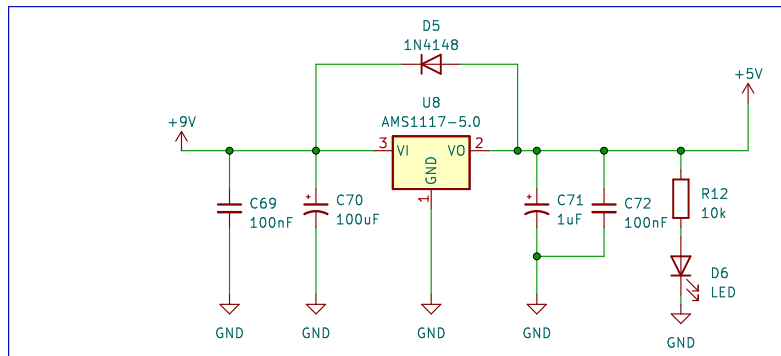 D5
1N4148
+5V
U8
AMS1117-5.0
+9V
3 VI VO 2
GND
1
C69
100nF
+ C70
100uF
+ C71
1uF
C72
100nF
R12
10k
D6
LED
GND
GND
GND
GND
GND